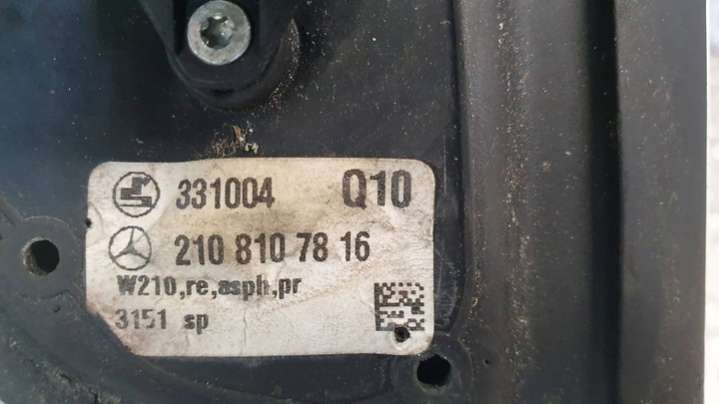 331004 Q10
210 810 78 16
W210,re,asph,pr
3151 sp